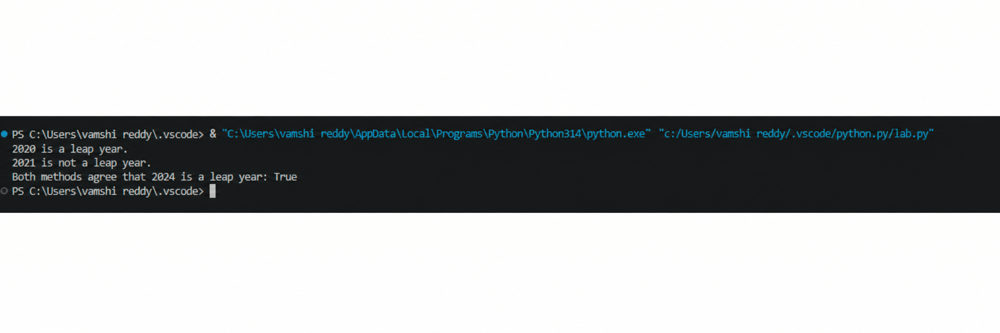 PS C:\Users\vamshi reddy\.vscode> & "C:\Users\vamshi reddy\AppData\Local\Programs\Python\Python314\python.exe" "c:/Users/vamshi reddy/.vscode/python.py/lab.py"
2020 is a leap year.
2021 is not a leap year.
Both methods agree that 2024 is a leap year: True
PS C:\Users\vamshi reddy\.vscode>